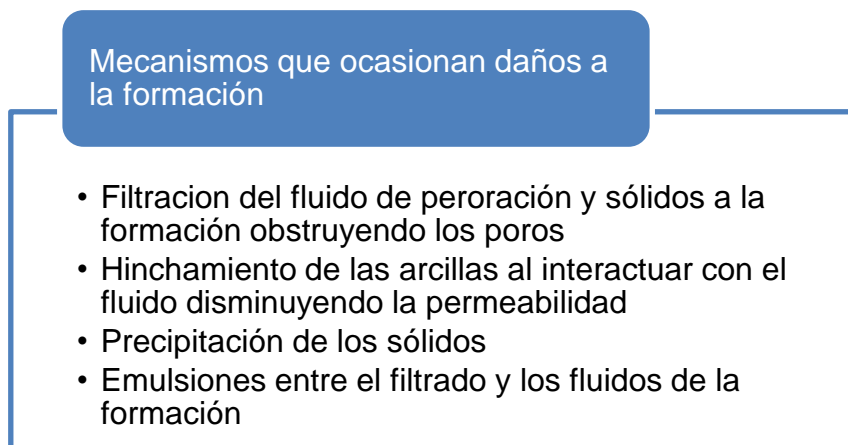 Mecanismos que ocasionan daños a
la formación
• Filtracion del fluido de peroración y sólidos a la
formación obstruyendo los poros
• Hinchamiento de las arcillas al interactuar con el
fluido disminuyendo la permeabilidad
• Precipitación de los sólidos
• Emulsiones entre el filtrado y los fluidos de la
formación